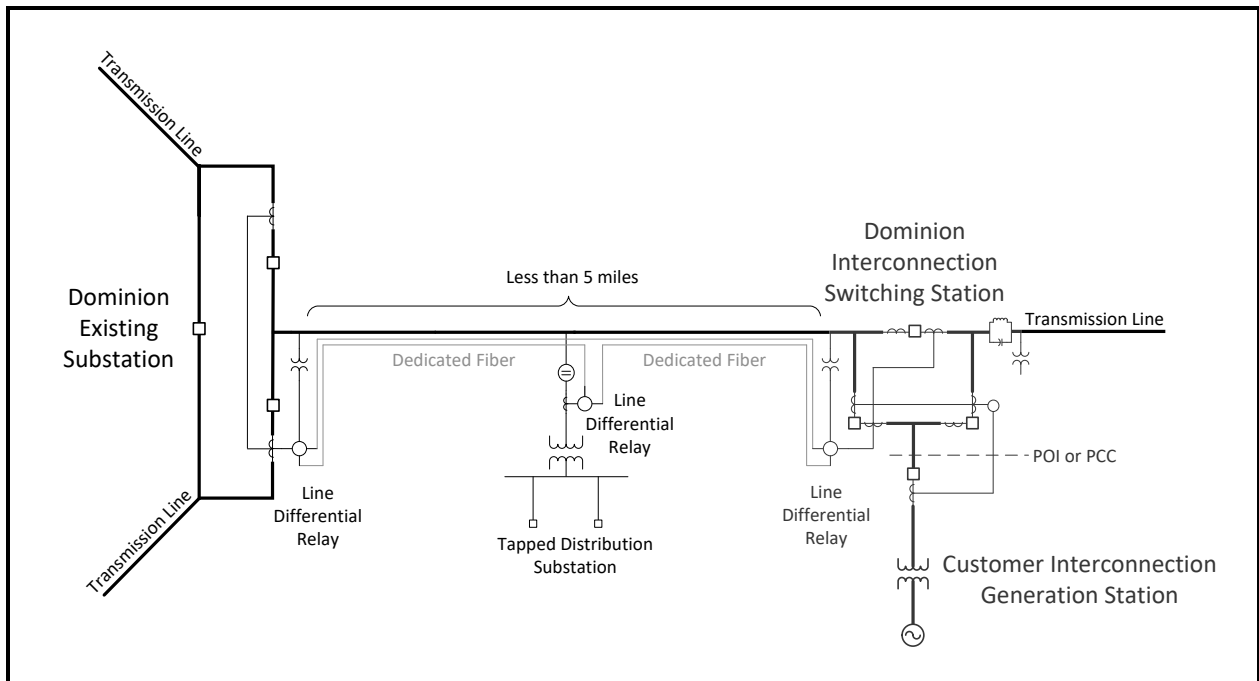 Transmission Line
Dominion
Existing
Substation
Transmission Line
Less than 5 miles
Dedicated Fiber
Dedicated Fiber
Line
Differential
Relay
Line
Differential
Relay
Tapped Distribution
Substation
Line
Differential
Relay
Dominion
Interconnection
Switching Station
Transmission Line
POI or PCC
Customer Interconnection
Generation Station